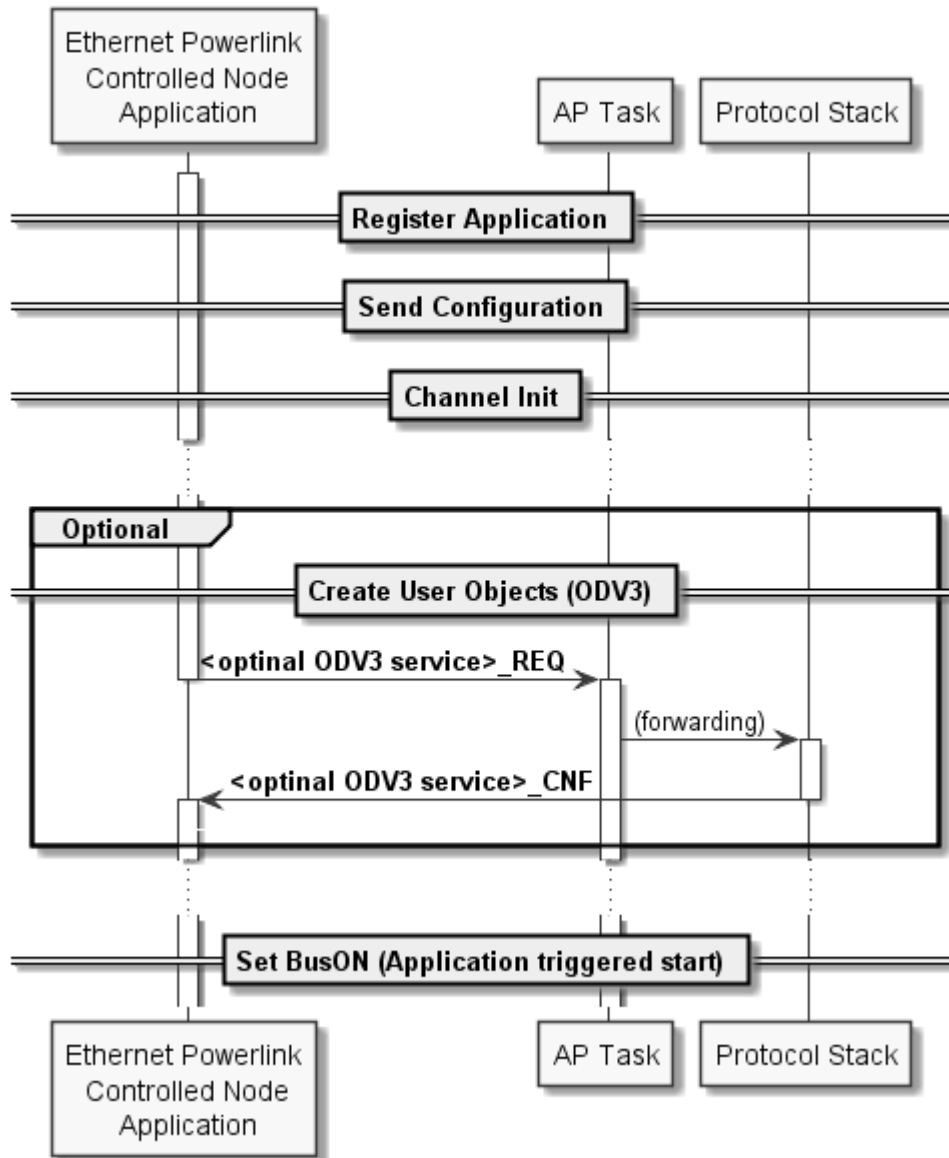 Ethernet Powerlink
Controlled Node
Application
AP Task
Protocol Stack
Register Application
Send Configuration
Channel Init
Optional
Create User Objects (ODV3)
<optinal ODV3 service>_REQ
(forwarding)
<optinal ODV3 service>_CNF
Set BusON (Application triggered start)
Ethernet Powerlink
Controlled Node
Application
AP Task
Protocol Stack